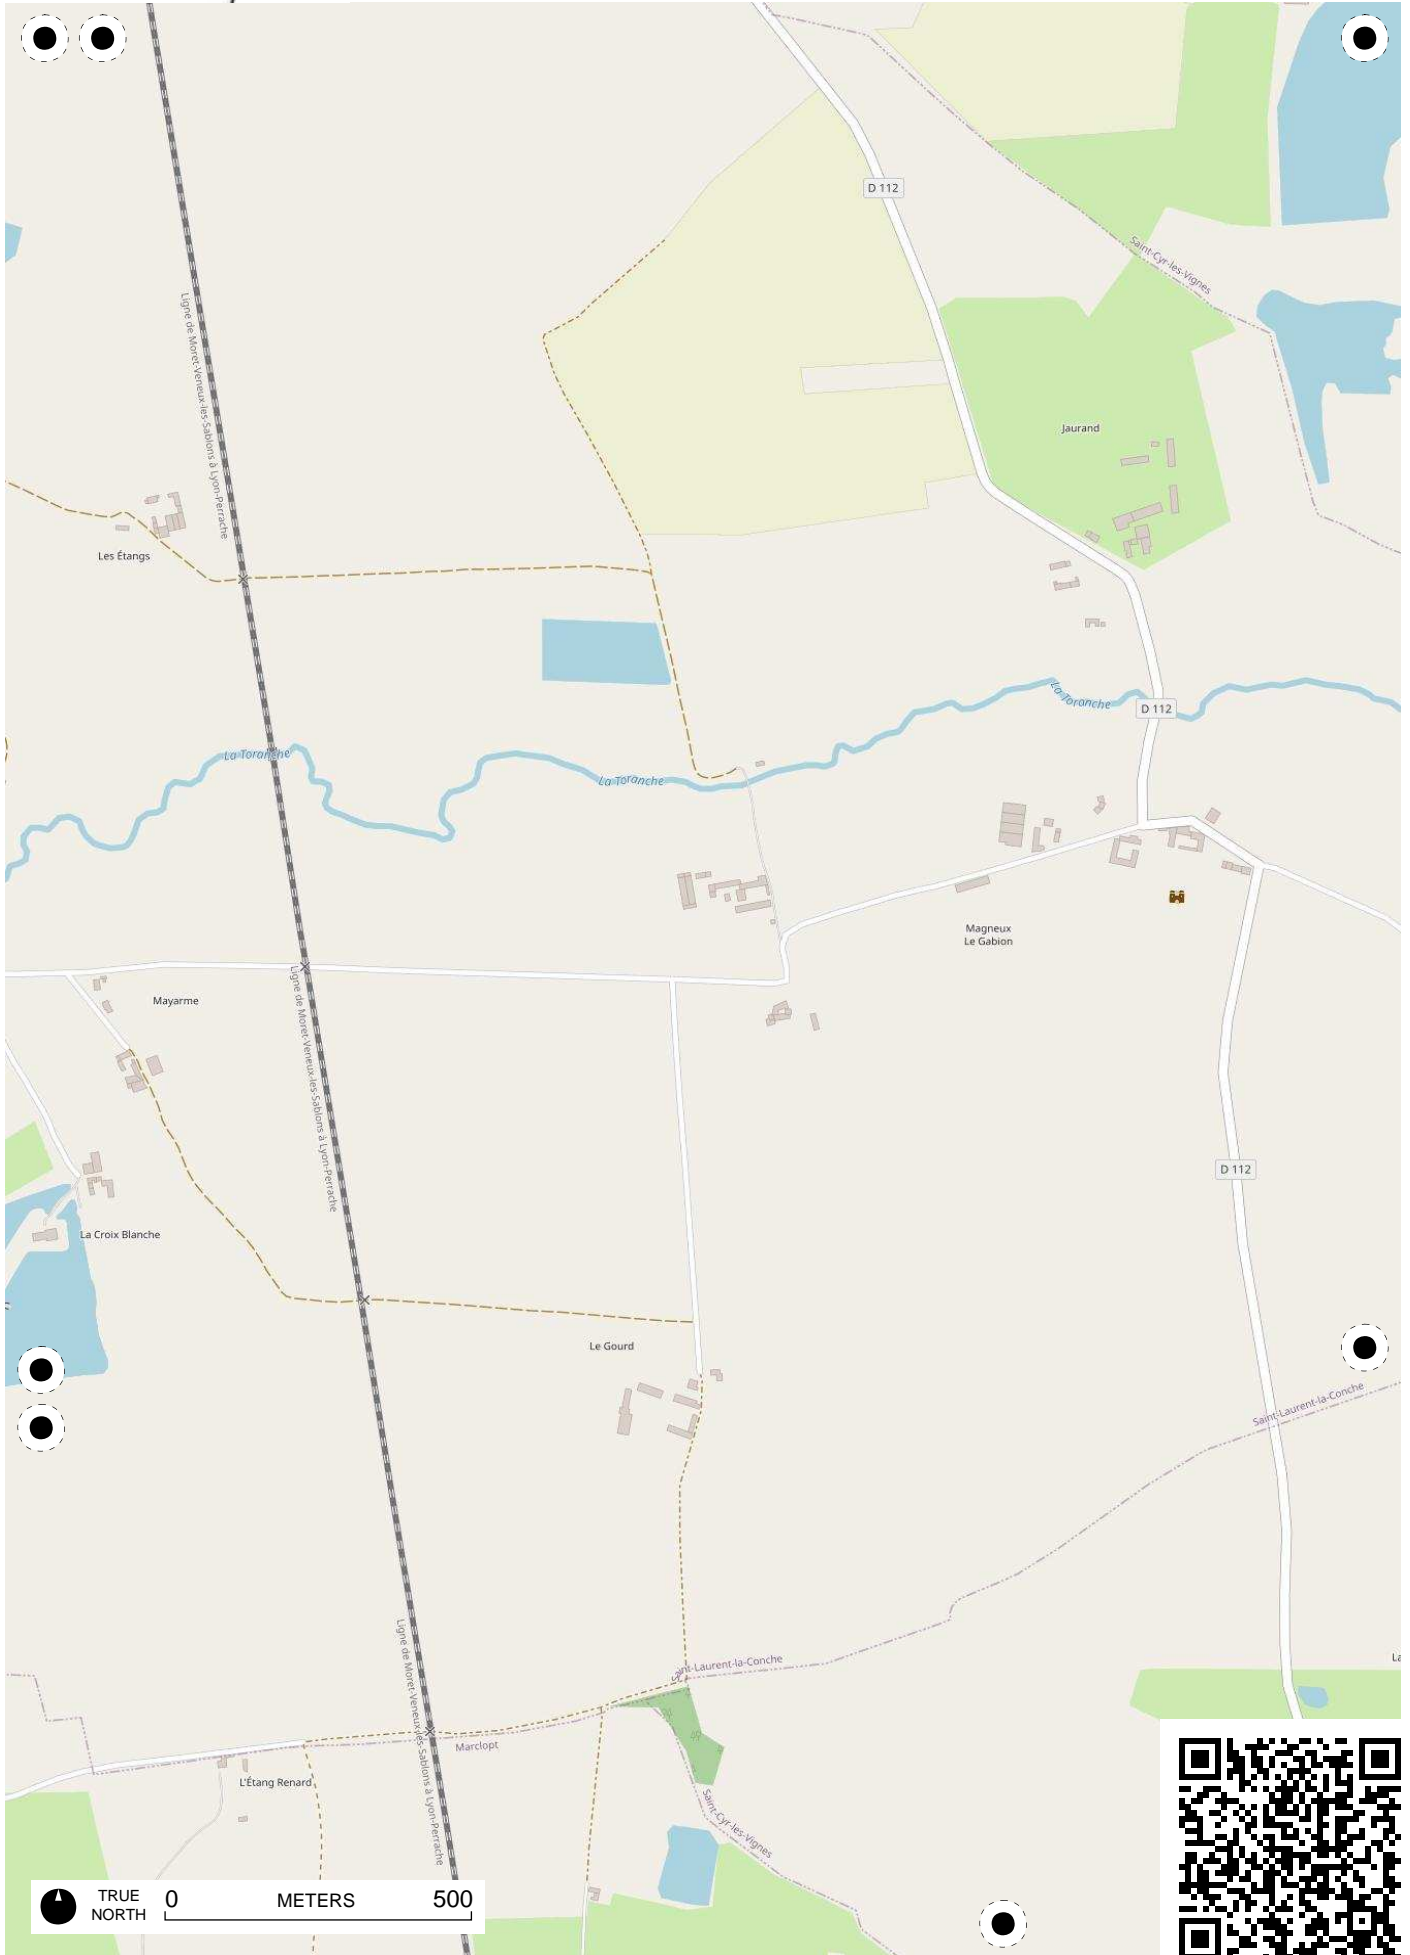 D 112
Saint-Cyr-les-Vignes
Ligne de Moret-Veneux-les-Sablons à Lyon-Perrache
Jaurand
Les Étangs
La Toranche
D 112
La Toranche
La Toranche
Magneux
Le Gabion
Mayarme
Ligne de Moret-Veneux-les-Sablons à Lyon-Perrache
D 112
La Croix Blanche
Le Gourd
Saint-Laurent-la-Conche
Saint-Laurent-la-Conche
Ligne de Moret-Veneux-les-Sablons à Lyon-Perrache
Marclopt
L'Étang Renard
Saint-Cyr-les-Vignes
TRUE
NORTH
0 METERS 500